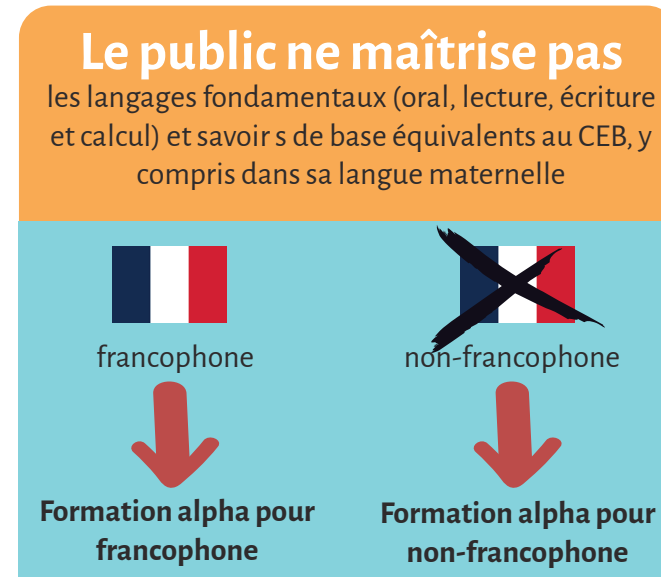 Le public ne maîtrise pas
les langages fondamentaux (oral, lecture, écriture
et calcul) et savoir s de base équivalents au CEB, y
compris dans sa langue maternelle
francophone
non-francophone
Formation alpha pour
francophone
Formation alpha pour
non-francophone